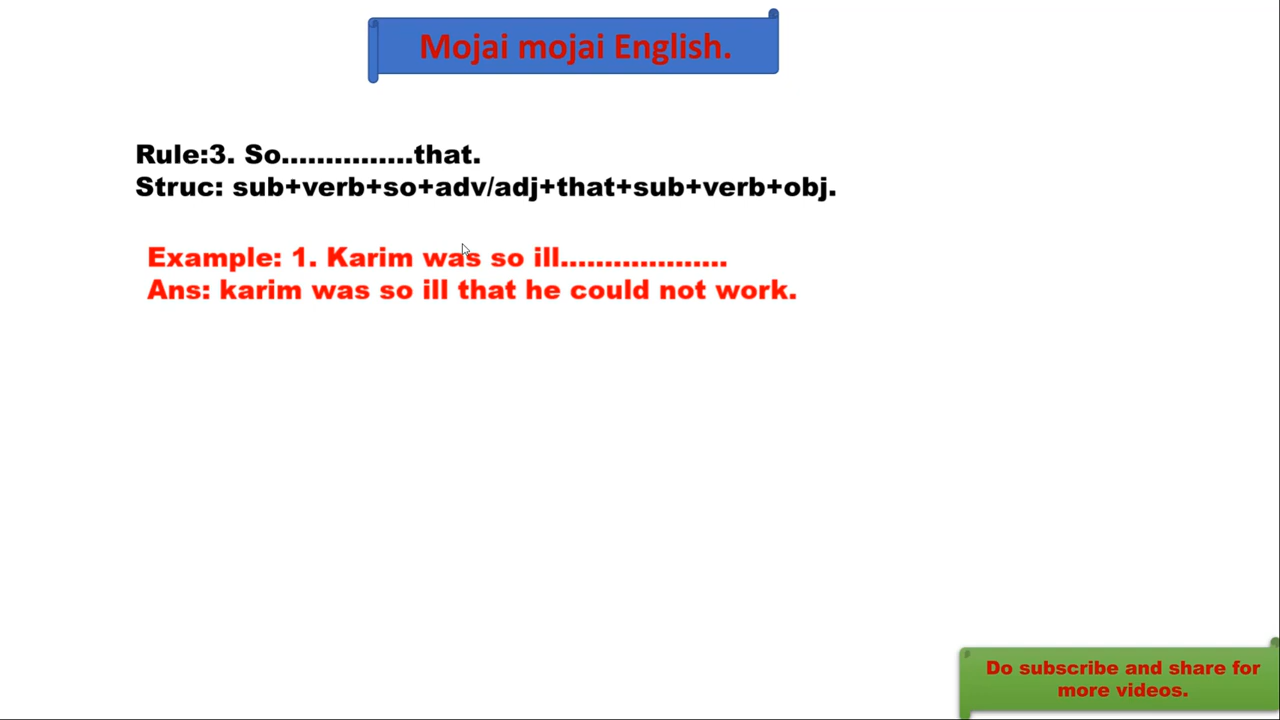 Mojai mojai English.
Rule:3. So...............that.
Struc: sub+verb+so+adv/adj+that+sub+verb+obj.
Example: 1. Karim was so ill...................
Ans: karim was so ill that he could not work.
Do subscribe and share for
more videos.